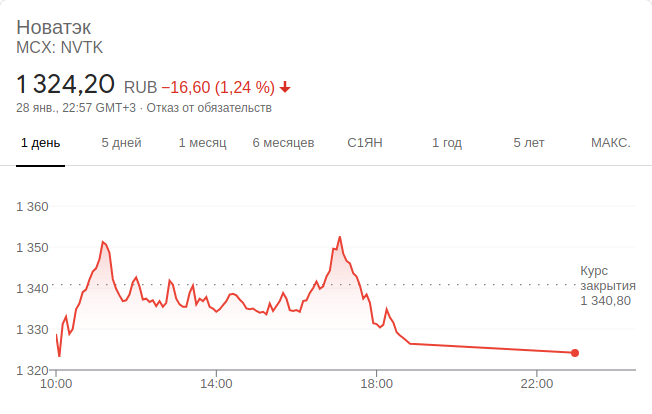 Новатэк
MCX: NVTK
1 324,20 RUB −16,60 (1,24 %)
28 янв., 22:57 GMT+3 · Отказ от обязательств
1 день 5 дней 1 месяц 6 месяцев С1ЯН 1 год 5 лет МАКС.
1 360
1 350
1 340
1 330
1 320
Курс
закрытия
1 340,80
10:00 14:00 18:00 22:00